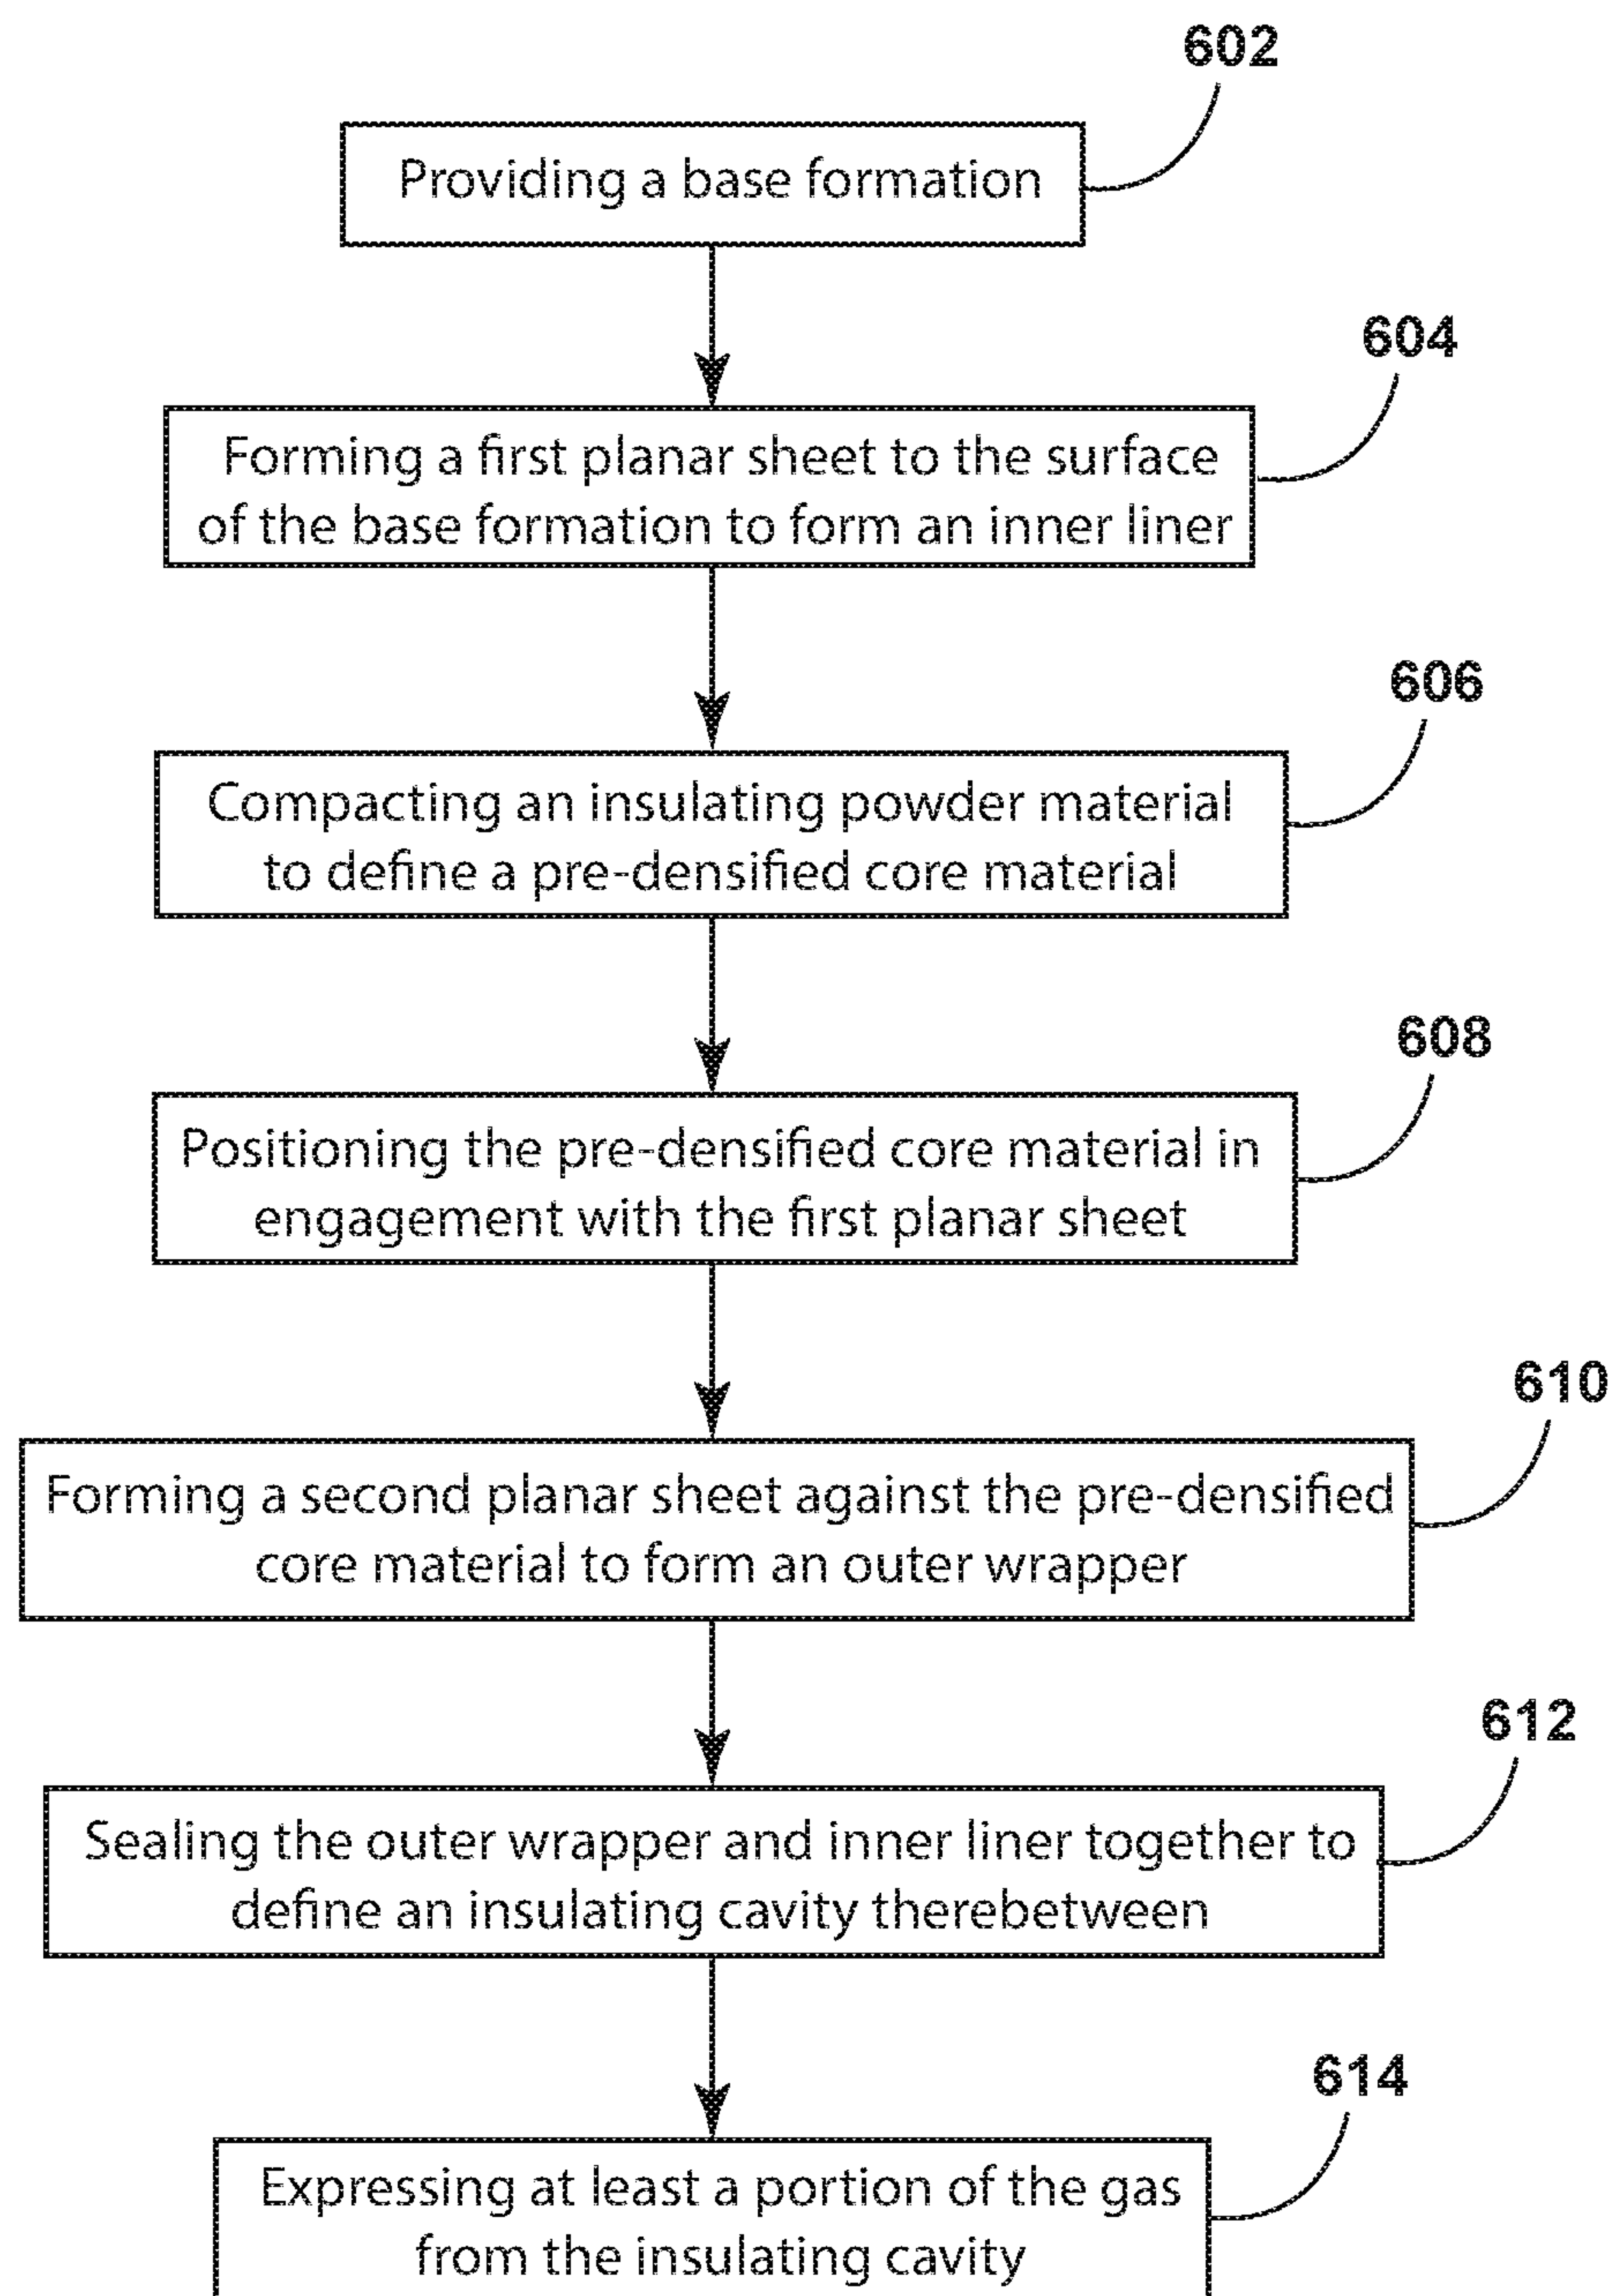 602
Providing a base formation
604
Forming a first planar sheet to the surface
of the base formation to form an inner liner
606
Compacting an insulating powder material
to define a pre-densified core material
608
Positioning the pre-densified core material in
engagement with the first planar sheet
610
Forming a second planar sheet against the pre-densified
core material to form an outer wrapper
612
Sealing the outer wrapper and inner liner together to
define an insulating cavity therebetween
614
Expressing at least a portion of the gas
from the insulating cavity